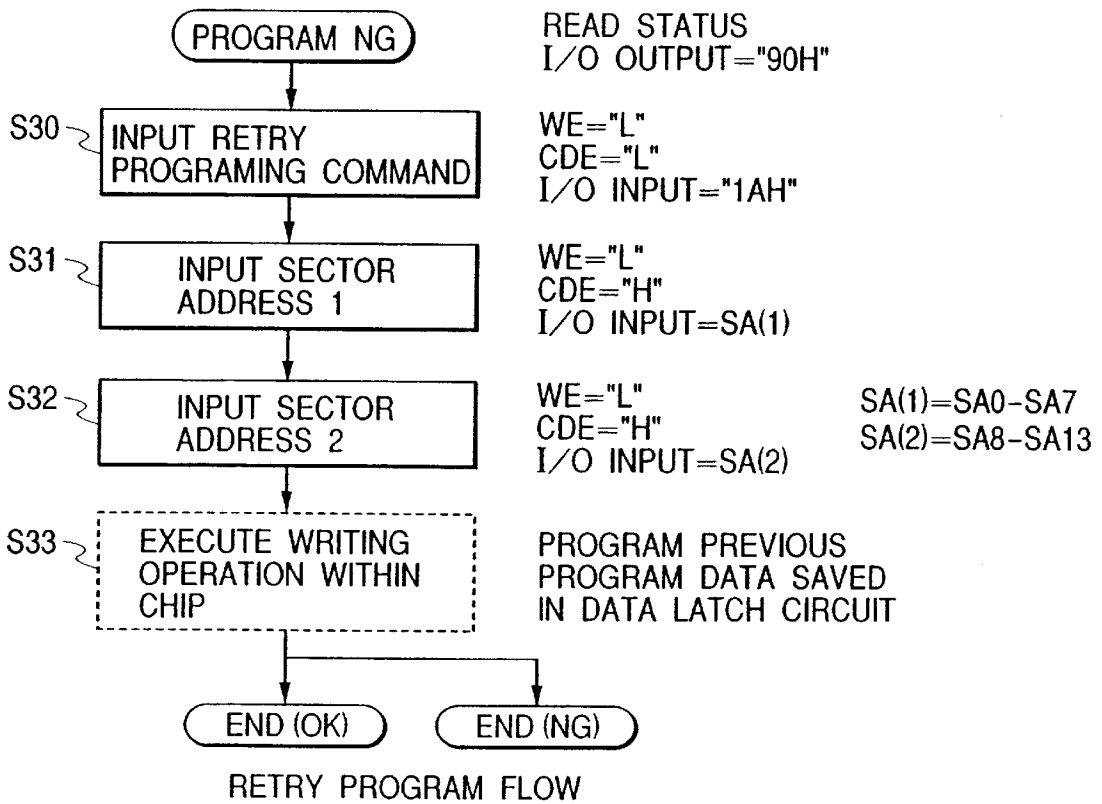 PROGRAM NG
READ STATUS
I/O OUTPUT="90H"
S30
INPUT RETRY
PROGRAMING COMMAND
WE="L"
CDE="L"
I/O INPUT="1AH"
S31
INPUT SECTOR
ADDRESS 1
WE="L"
CDE="H"
I/O INPUT=SA(1)
S32
INPUT SECTOR
ADDRESS 2
WE="L"
CDE="H"
I/O INPUT=SA(2)
SA(1)=SA0-SA7
SA(2)=SA8-SA13
S33
EXECUTE WRITING
OPERATION WITHIN
CHIP
PROGRAM PREVIOUS
PROGRAM DATA SAVED
IN DATA LATCH CIRCUIT
END (OK)
END (NG)
RETRY PROGRAM FLOW